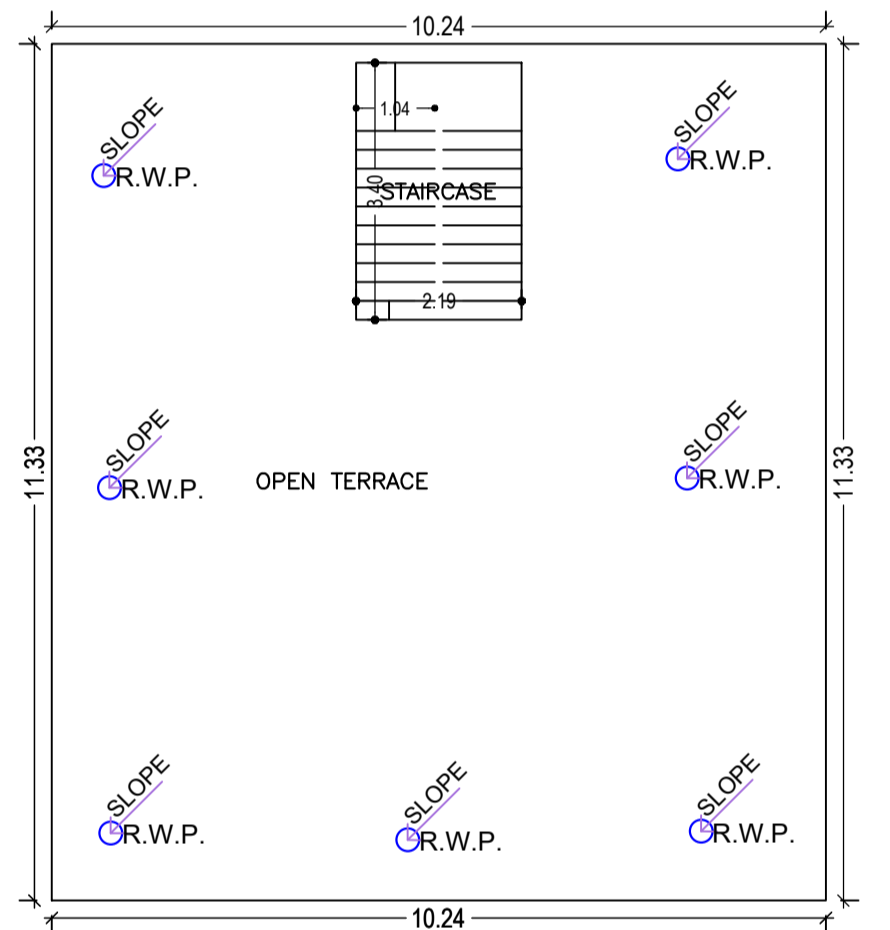 10.24
SLOPE
R.W.P.
1.04
3.40
STAIRCASE
2.19
SLOPE
R.W.P.
11.33
SLOPE
R.W.P.
OPEN TERRACE
SLOPE
R.W.P.
11.33
SLOPE
R.W.P.
SLOPE
R.W.P.
SLOPE
R.W.P.
10.24